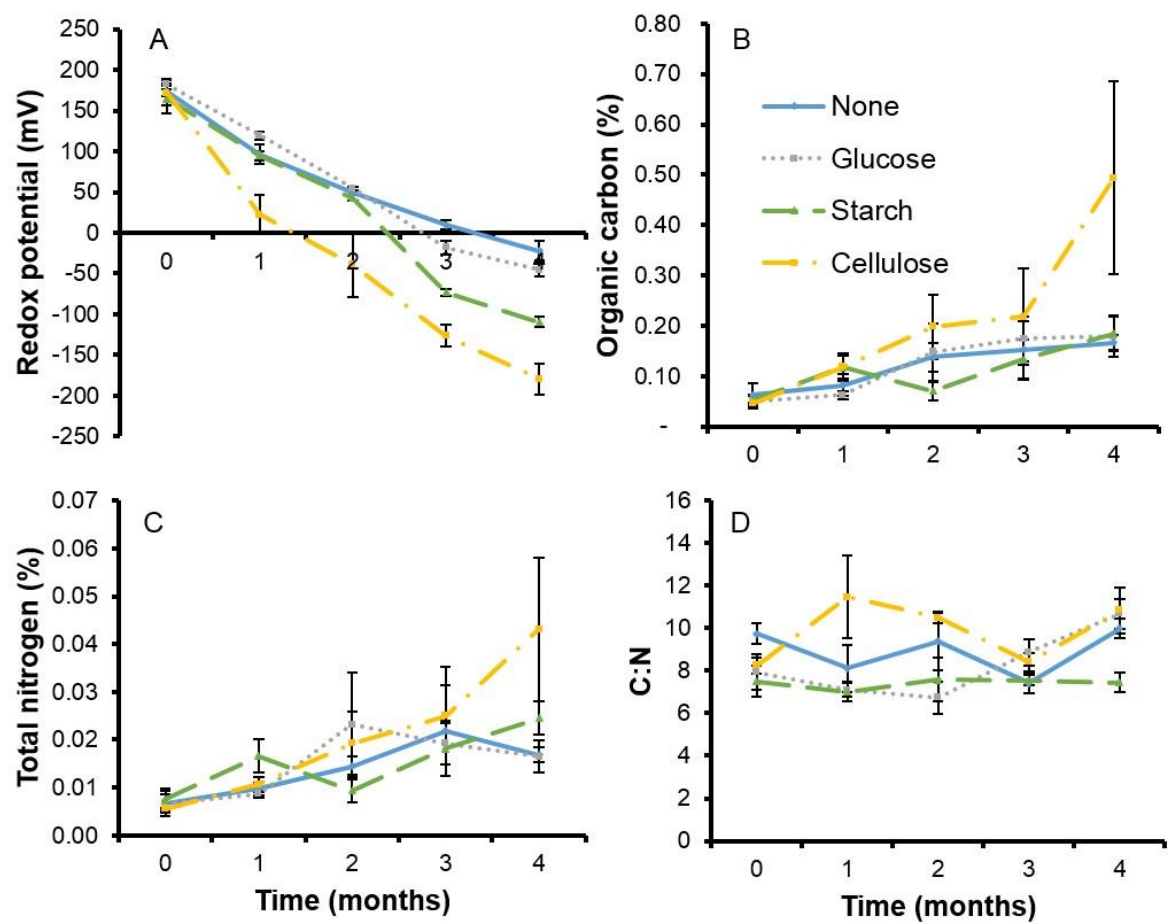 A
Redox potential (mV)
250
200
150
100
50
0
-50
-100
-150
-200
-250
0 1 2 3 4
B
Organic carbon (%)
0.80
0.70
0.60
0.50
0.40
0.30
0.20
0.10
-
0 1 2 3 4
None
Glucose
Starch
Cellulose
C
Total nitrogen (%)
0.07
0.06
0.05
0.04
0.03
0.02
0.01
0.00
0 1 2 3 4
Time (months)
D
C:N
16
14
12
10
8
6
4
2
0
0 1 2 3 4
Time (months)